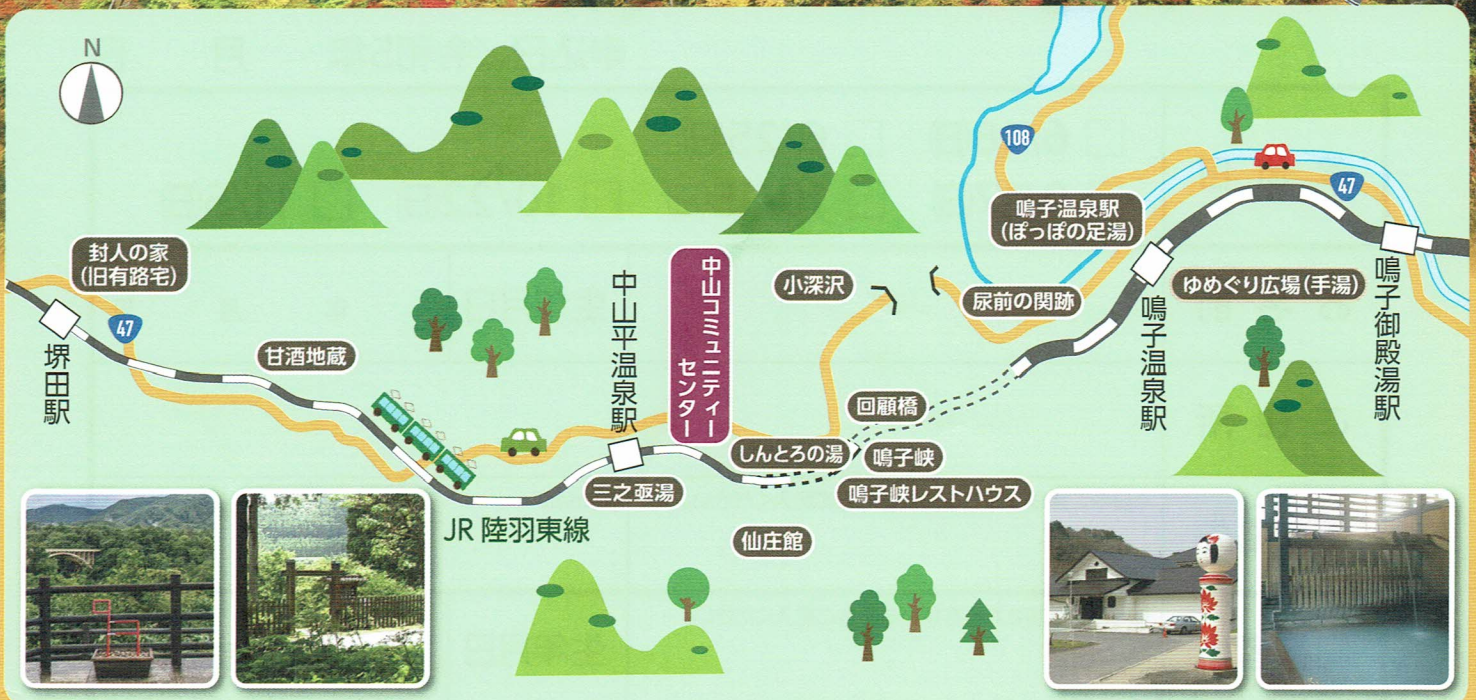 N
108
47
鳴子温泉駅
(ぽっぽの足湯)
封人の家
(旧有路宅)
47
堺田駅
甘酒地蔵
中山平温泉駅
中山コミュニティー
センター
小深沢
尿前の関跡
ゆめぐり広場(手湯)
鳴子温泉駅
鳴子御殿湯駅
回顧橋
しんとろの湯
鳴子峡
三之亟湯
鳴子峡レストハウス
JR 陸羽東線
仙庄館